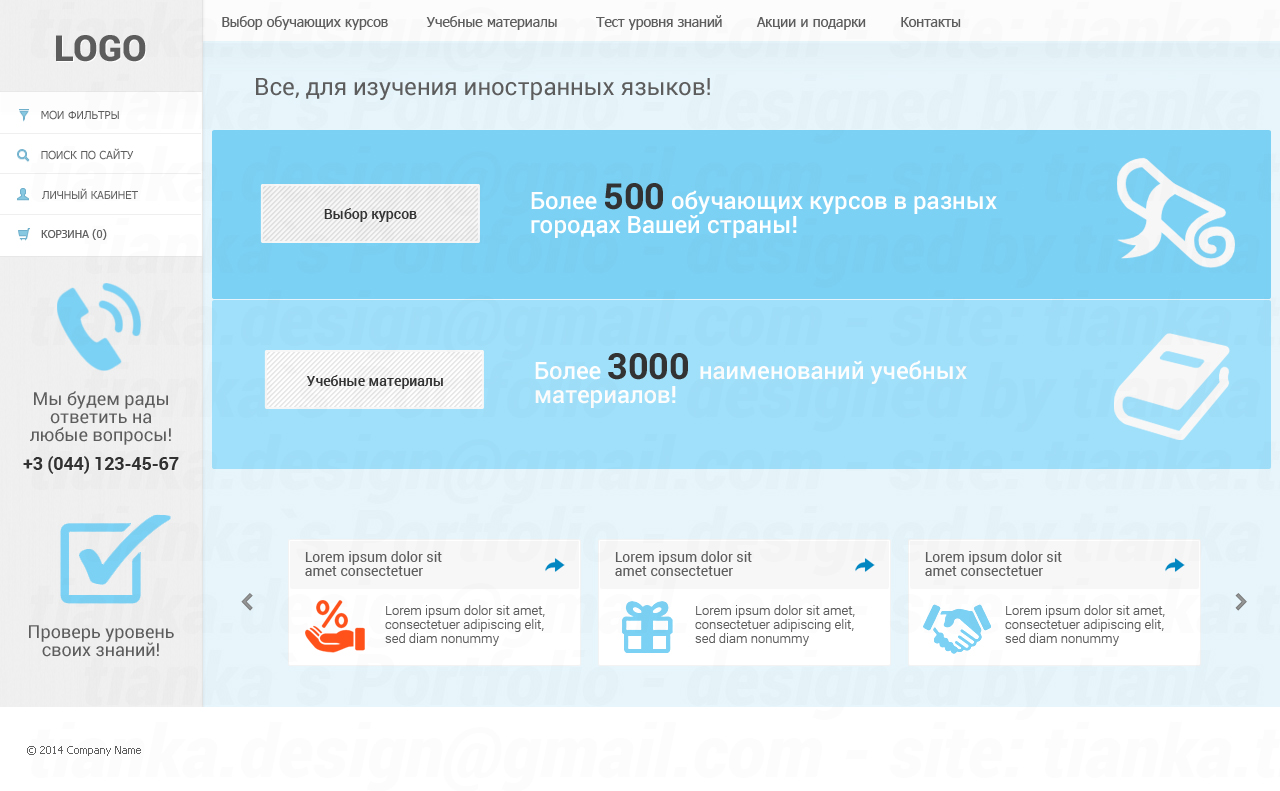 LOGO
Выбор обучающих курсов
Учебные материалы
Тест уровня знаний
Акции и подарки
Контакты
МОИ ФИЛЬТРЫ
ПОИСК ПО САЙТУ
ЛИЧНЫЙ КАБИНЕТ
КОРЗИНА (0)
Мы будем рады
ответить на
любые вопросы!
+3 (044) 123-45-67
Проверь уровень
своих знаний!
Все, для изучения иностранных языков!
Выбор курсов
Более 500 обучающих курсов в разных
городах Вашей страны!
Учебные материалы
Более 3000 наименований учебных
материалов!
Lorem ipsum dolor sit
amet consectetuer
Lorem ipsum dolor sit amet,
consectetuer adipiscing elit,
sed diam nonummy
Lorem ipsum dolor sit
amet consectetuer
Lorem ipsum dolor sit amet,
consectetuer adipiscing elit,
sed diam nonummy
Lorem ipsum dolor sit
amet consectetuer
Lorem ipsum dolor sit amet,
consectetuer adipiscing elit,
sed diam nonummy
© 2014 Company Name
tianka.design@gmail.com - site: tianka.t
tianka`s Portfolio - designed by tianka